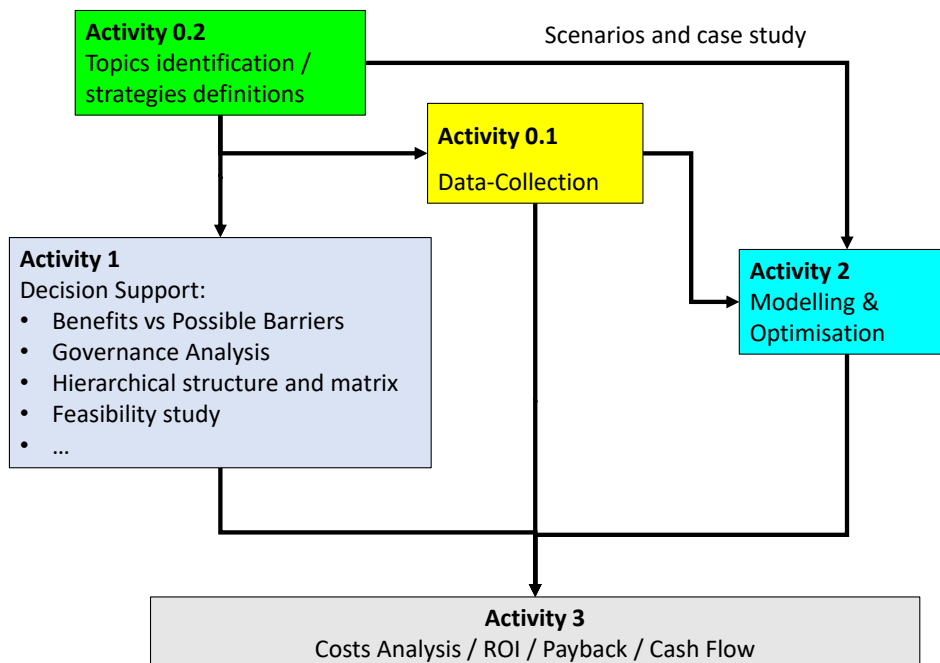 Activity 0.2
Topics identification /
strategies definitions
Scenarios and case study
Activity 0.1
Data-Collection
Activity 1
Decision Support:
• Benefits vs Possible Barriers
• Governance Analysis
• Hierarchical structure and matrix
• Feasibility study
• ...
Activity 2
Modelling &
Optimisation
Activity 3
Costs Analysis / ROI / Payback / Cash Flow